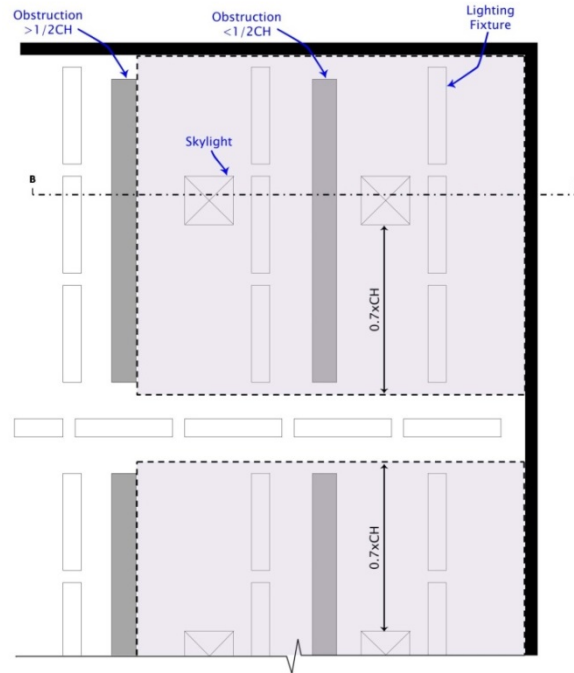 Obstruction
>1/2CH
Obstruction
<1/2CH
Lighting
Fixture
Skylight
B
0.7xCH
0.7xCH